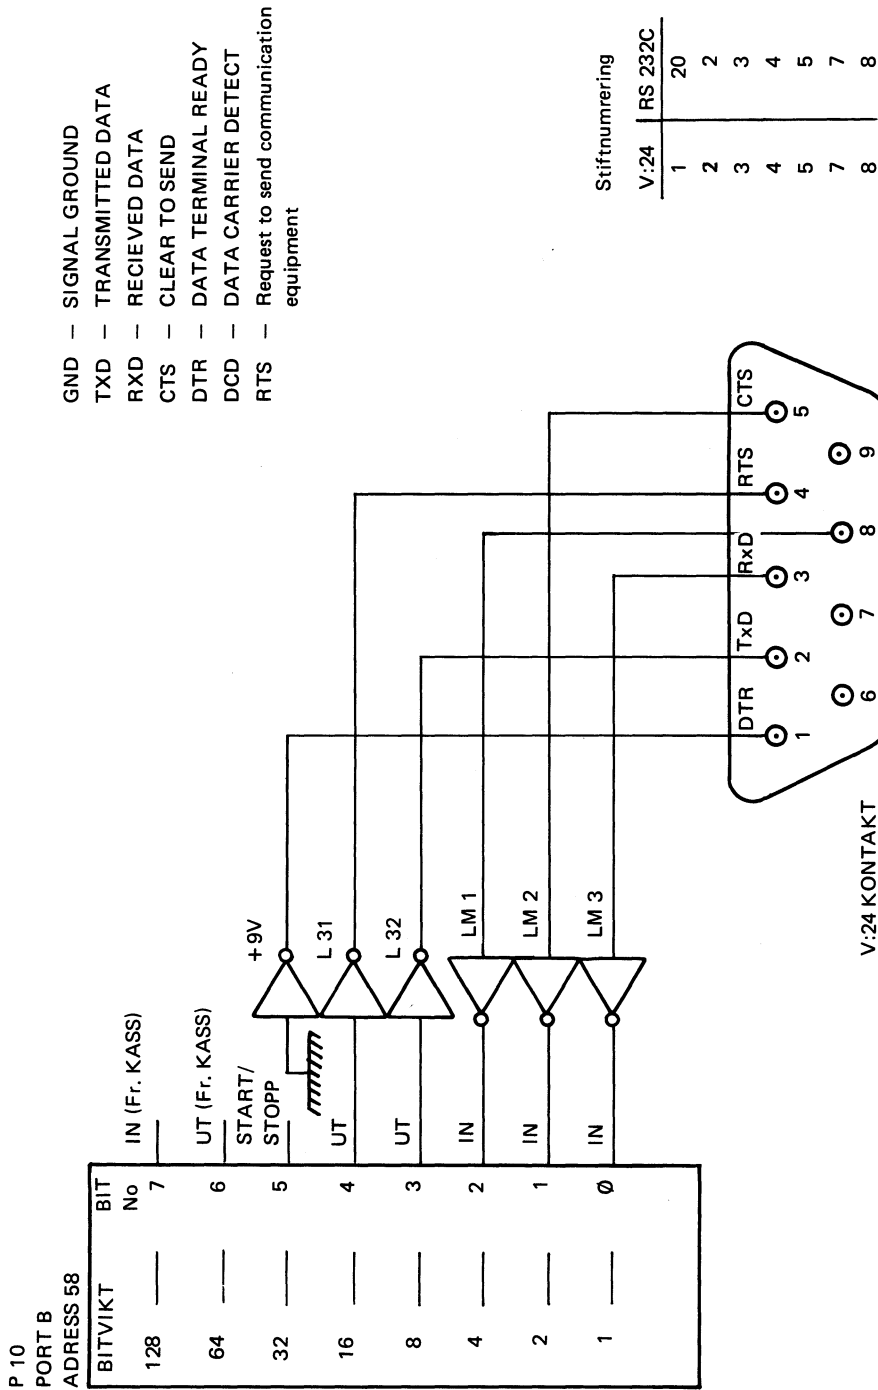 P 10
PORT B
ADRESS 58
BITVIKT BIT No
128 7 IN (Fr. KASS)
64 6 UT (Fr. KASS)
32 5 START/STOPP
16 4 UT
8 3 UT
4 2 IN
2 1 IN
1 Ø IN
+9V
L 31
L 32
LM 1
LM 2
LM 3
GND — SIGNAL GROUND
TXD — TRANSMITTED DATA
RXD — RECIEVED DATA
CTS — CLEAR TO SEND
DTR — DATA TERMINAL READY
DCD — DATA CARRIER DETECT
RTS — Request to send communication
equipment
DTR TxD RxD RTS CTS
1 2 3 4 5
6 7 8 9
V:24 KONTAKT
Stiftnumrering
V:24 RS 232C
1 20
2 2
3 3
4 4
5 5
7 7
8 8